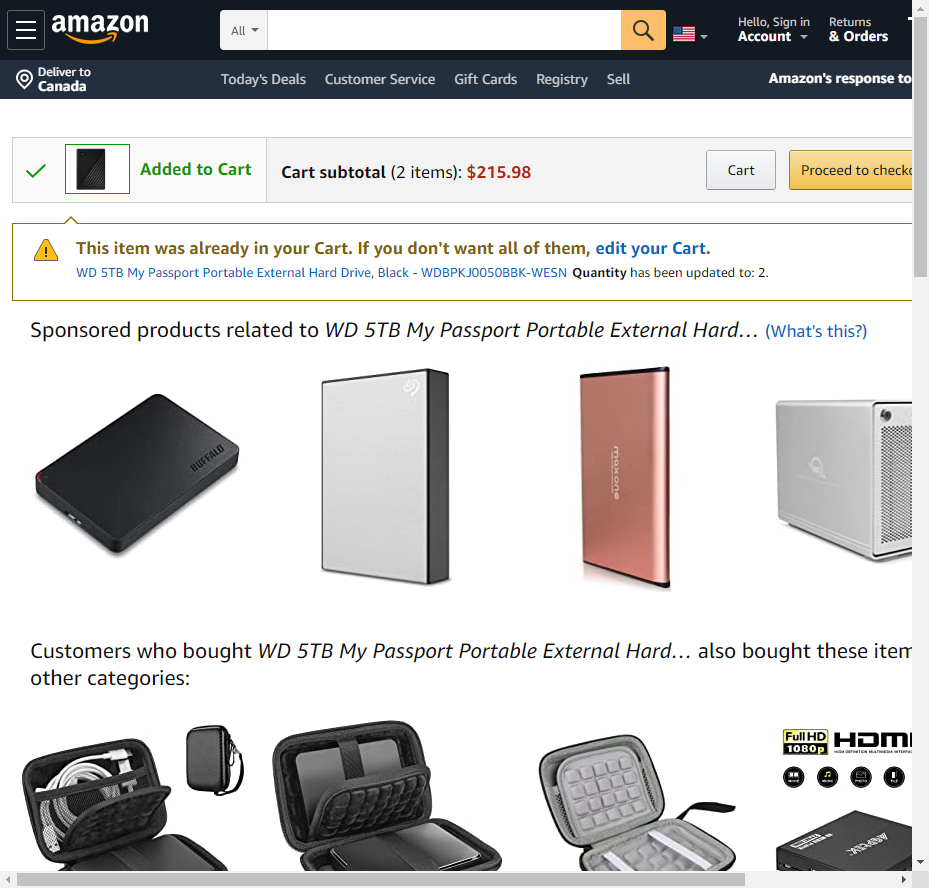 amazon
All
Hello, Sign in
Account
Returns
& Orders
Deliver to
Canada
Today's Deals
Customer Service
Gift Cards
Registry
Sell
Amazon's response to
Added to Cart
Cart subtotal (2 items): $215.98
Cart
Proceed to checko
This item was already in your Cart. If you don't want all of them, edit your Cart.
WD 5TB My Passport Portable External Hard Drive, Black - WDBPKJ0050BBK-WESN Quantity has been updated to: 2.
Sponsored products related to WD 5TB My Passport Portable External Hard… (What's this?)
BUFFALO
maxone
Customers who bought WD 5TB My Passport Portable External Hard… also bought these item
other categories:
Full HD
1080p
HDMI
HIGH DEFINITION MULTIMEDIA INTERFAC
AGPTEK